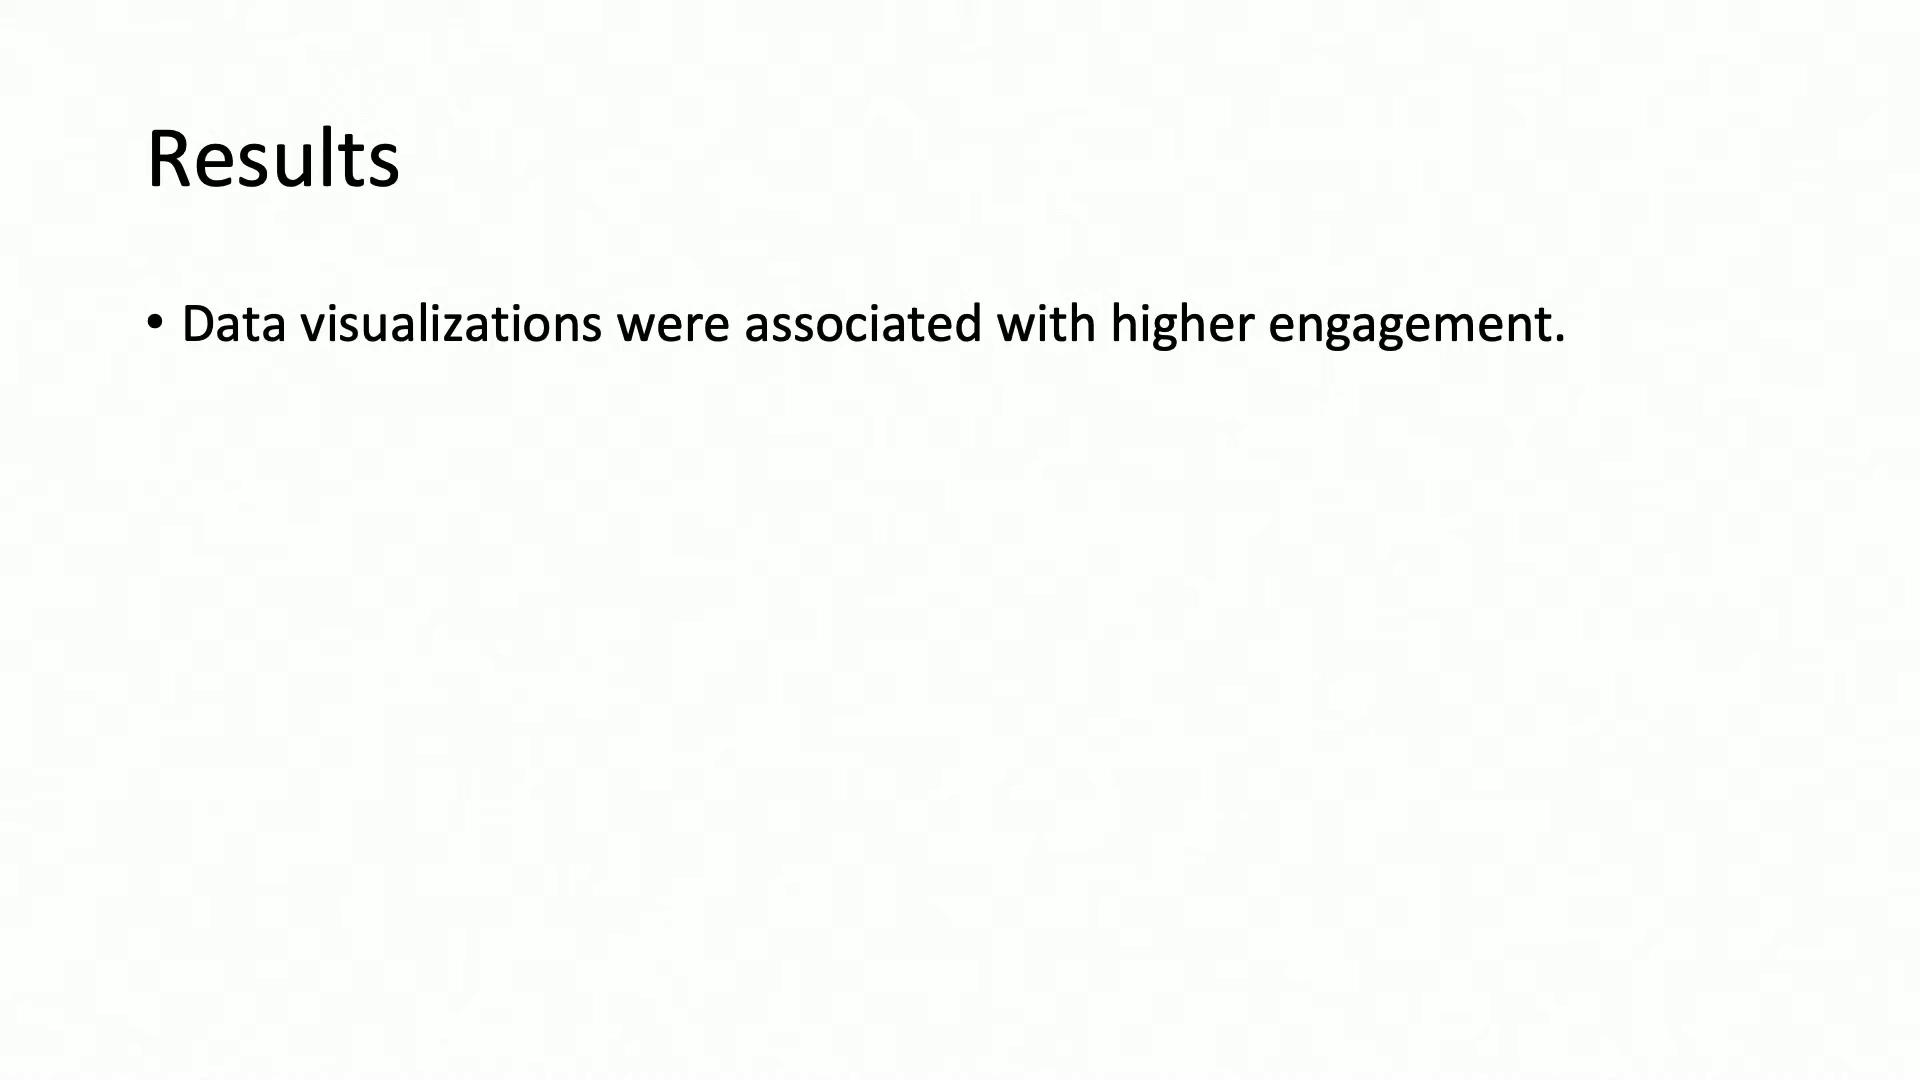 Results
• Data visualizations were associated with higher engagement.